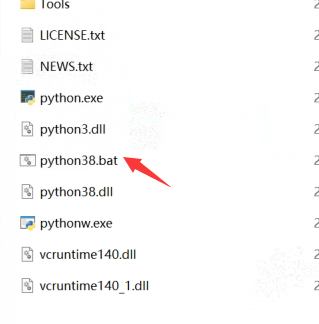 Tools
LICENSE.txt
NEWS.txt
python.exe
python3.dll
python38.bat
python38.dll
pythonw.exe
vcruntime140.dll
vcruntime140_1.dll